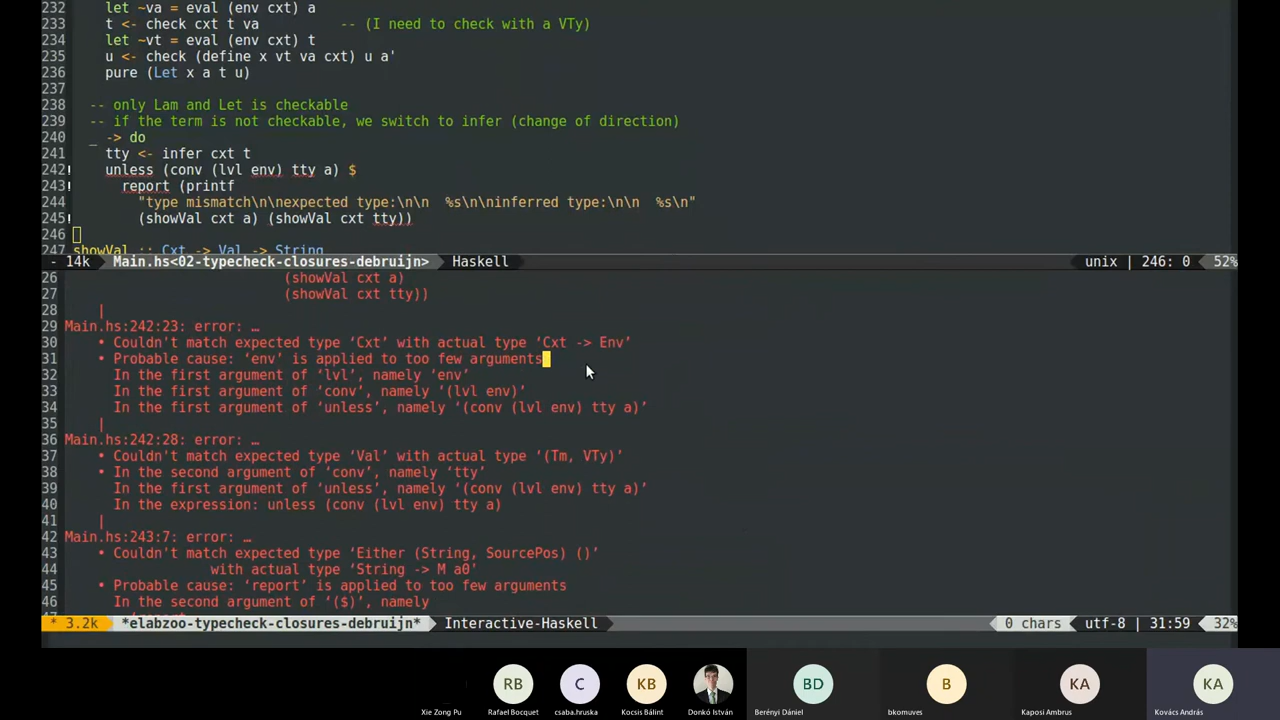 232     let ~va = eval (env cxt) a
233     t <- check cxt t va          -- (I need to check with a VTy)
234     let ~vt = eval (env cxt) t
235     u <- check (define x vt va cxt) u a'
236     pure (Let x a t u)
237
238   -- only Lam and Let is checkable
239   -- if the term is not checkable, we switch to infer (change of direction)
240   _ -> do
241     tty <- infer cxt t
242!    unless (conv (lvl env) tty a) $
243!      report (printf
244         "type mismatch\n\nexpected type:\n\n  %s\n\ninferred type:\n\n  %s\n"
245!        (showVal cxt a) (showVal cxt tty))
246
247 showVal :: Cxt -> Val -> String
- 14k Main.hs<02-typecheck-closures-debruijn> Haskell unix | 246: 0 52%
26                            (showVal cxt a)
27                            (showVal cxt tty))
28     |
29 Main.hs:242:23: error: …
30     • Couldn't match expected type ‘Cxt’ with actual type ‘Cxt -> Env’
31     • Probable cause: ‘env’ is applied to too few arguments
32       In the first argument of ‘lvl’, namely ‘env’
33       In the first argument of ‘conv’, namely ‘(lvl env)’
34       In the first argument of ‘unless’, namely ‘(conv (lvl env) tty a)’
35     |
36 Main.hs:242:28: error: …
37     • Couldn't match expected type ‘Val’ with actual type ‘(Tm, VTy)’
38     • In the second argument of ‘conv’, namely ‘tty’
39       In the first argument of ‘unless’, namely ‘(conv (lvl env) tty a)’
40       In the expression: unless (conv (lvl env) tty a)
41     |
42 Main.hs:243:7: error: …
43     • Couldn't match expected type ‘Either (String, SourcePos) ()’
44                   with actual type ‘String -> M a0’
45     • Probable cause: ‘report’ is applied to too few arguments
46       In the second argument of ‘($)’, namely
* 3.2k *elabzoo-typecheck-closures-debruijn* Interactive-Haskell 0 chars utf-8 | 31:59 32%
RB C KB BD B KA KA
Xie Zong Pu Rafael Bocquet csaba.hruska Kocsis Bálint Donkó István Berényi Dániel bkomuves Kaposi Ambrus Kovács András